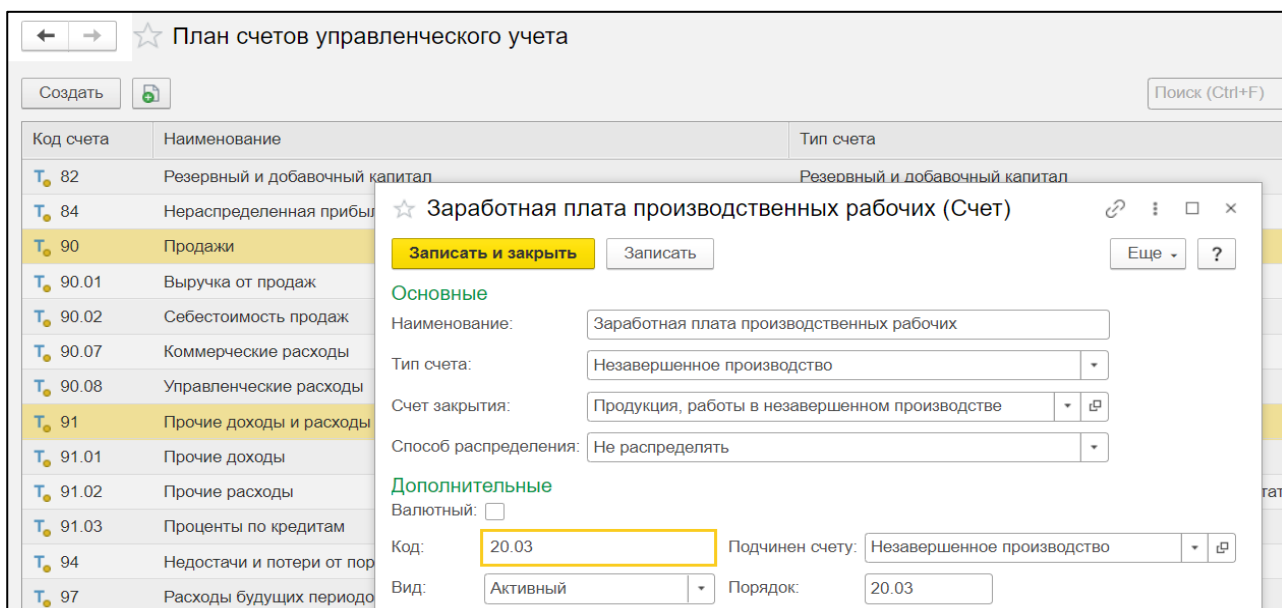 План счетов управленческого учета
Создать
Поиск (Ctrl+F)
Код счета Наименование Тип счета
82 Резервный и добавочный капитал Резервный и добавочный капитал
84 Нераспределенная
90 Продажи
90.01 Выручка от продаж
90.02 Себестоимость продаж
90.07 Коммерческие расходы
90.08 Управленческие расходы
91 Прочие доходы и расходы
91.01 Прочие доходы
91.02 Прочие расходы
91.03 Проценты по кредитам
94 Недостачи и потери от
97 Расходы будущих
Заработная плата производственных рабочих (Счет)
Записать и закрыть Записать Еще ?
Основные
Наименование: Заработная плата производственных рабочих
Тип счета: Незавершенное производство
Счет закрытия: Продукция, работы в незавершенном производстве
Способ распределения: Не распределять
Дополнительные
Валютный:
Код: 20.03 Подчинен счету: Незавершенное производство
Вид: Активный Порядок: 20.03